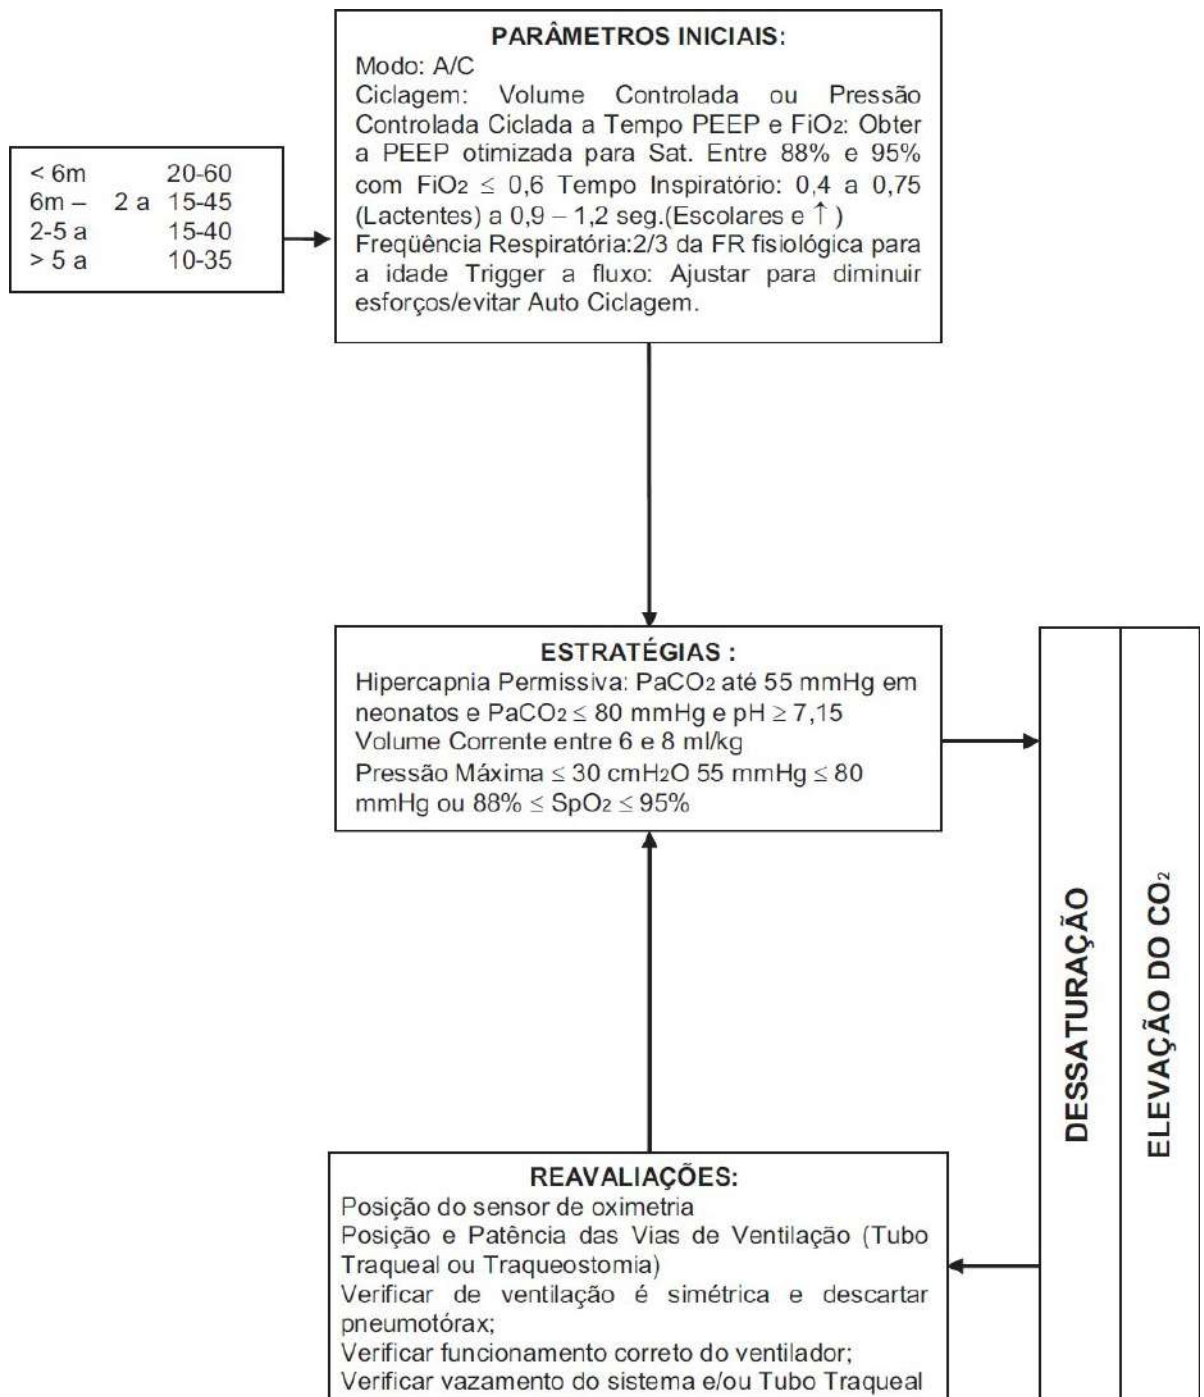 PARÂMETROS INICIAIS:
Modo: A/C
Ciclagem: Volume Controlada ou Pressão
Controlada Ciclada a Tempo PEEP e FiO₂: Obter
a PEEP otimizada para Sat. Entre 88% e 95%
com FiO₂ ≤ 0,6 Tempo Inspiratório: 0,4 a 0,75
(Lactentes) a 0,9 – 1,2 seg.(Escolares e ↑ )
Freqüência Respiratória:2/3 da FR fisiológica para
a idade Trigger a fluxo: Ajustar para diminuir
esforços/evitar Auto Ciclagem.
< 6m 20-60
6m – 2 a 15-45
2-5 a 15-40
> 5 a 10-35
ESTRATÉGIAS :
Hipercapnia Permissiva: PaCO₂ até 55 mmHg em
neonatos e PaCO₂ ≤ 80 mmHg e pH ≥ 7,15
Volume Corrente entre 6 e 8 ml/kg
Pressão Máxima ≤ 30 cmH₂O 55 mmHg ≤ 80
mmHg ou 88% ≤ SpO₂ ≤ 95%
DESSATURAÇÃO
ELEVAÇÃO DO CO₂
REAVALIAÇÕES:
Posição do sensor de oximetria
Posição e Patência das Vias de Ventilação (Tubo
Traqueal ou Traqueostomia)
Verificar de ventilação é simétrica e descartar
pneumotórax;
Verificar funcionamento correto do ventilador;
Verificar vazamento do sistema e/ou Tubo Traqueal